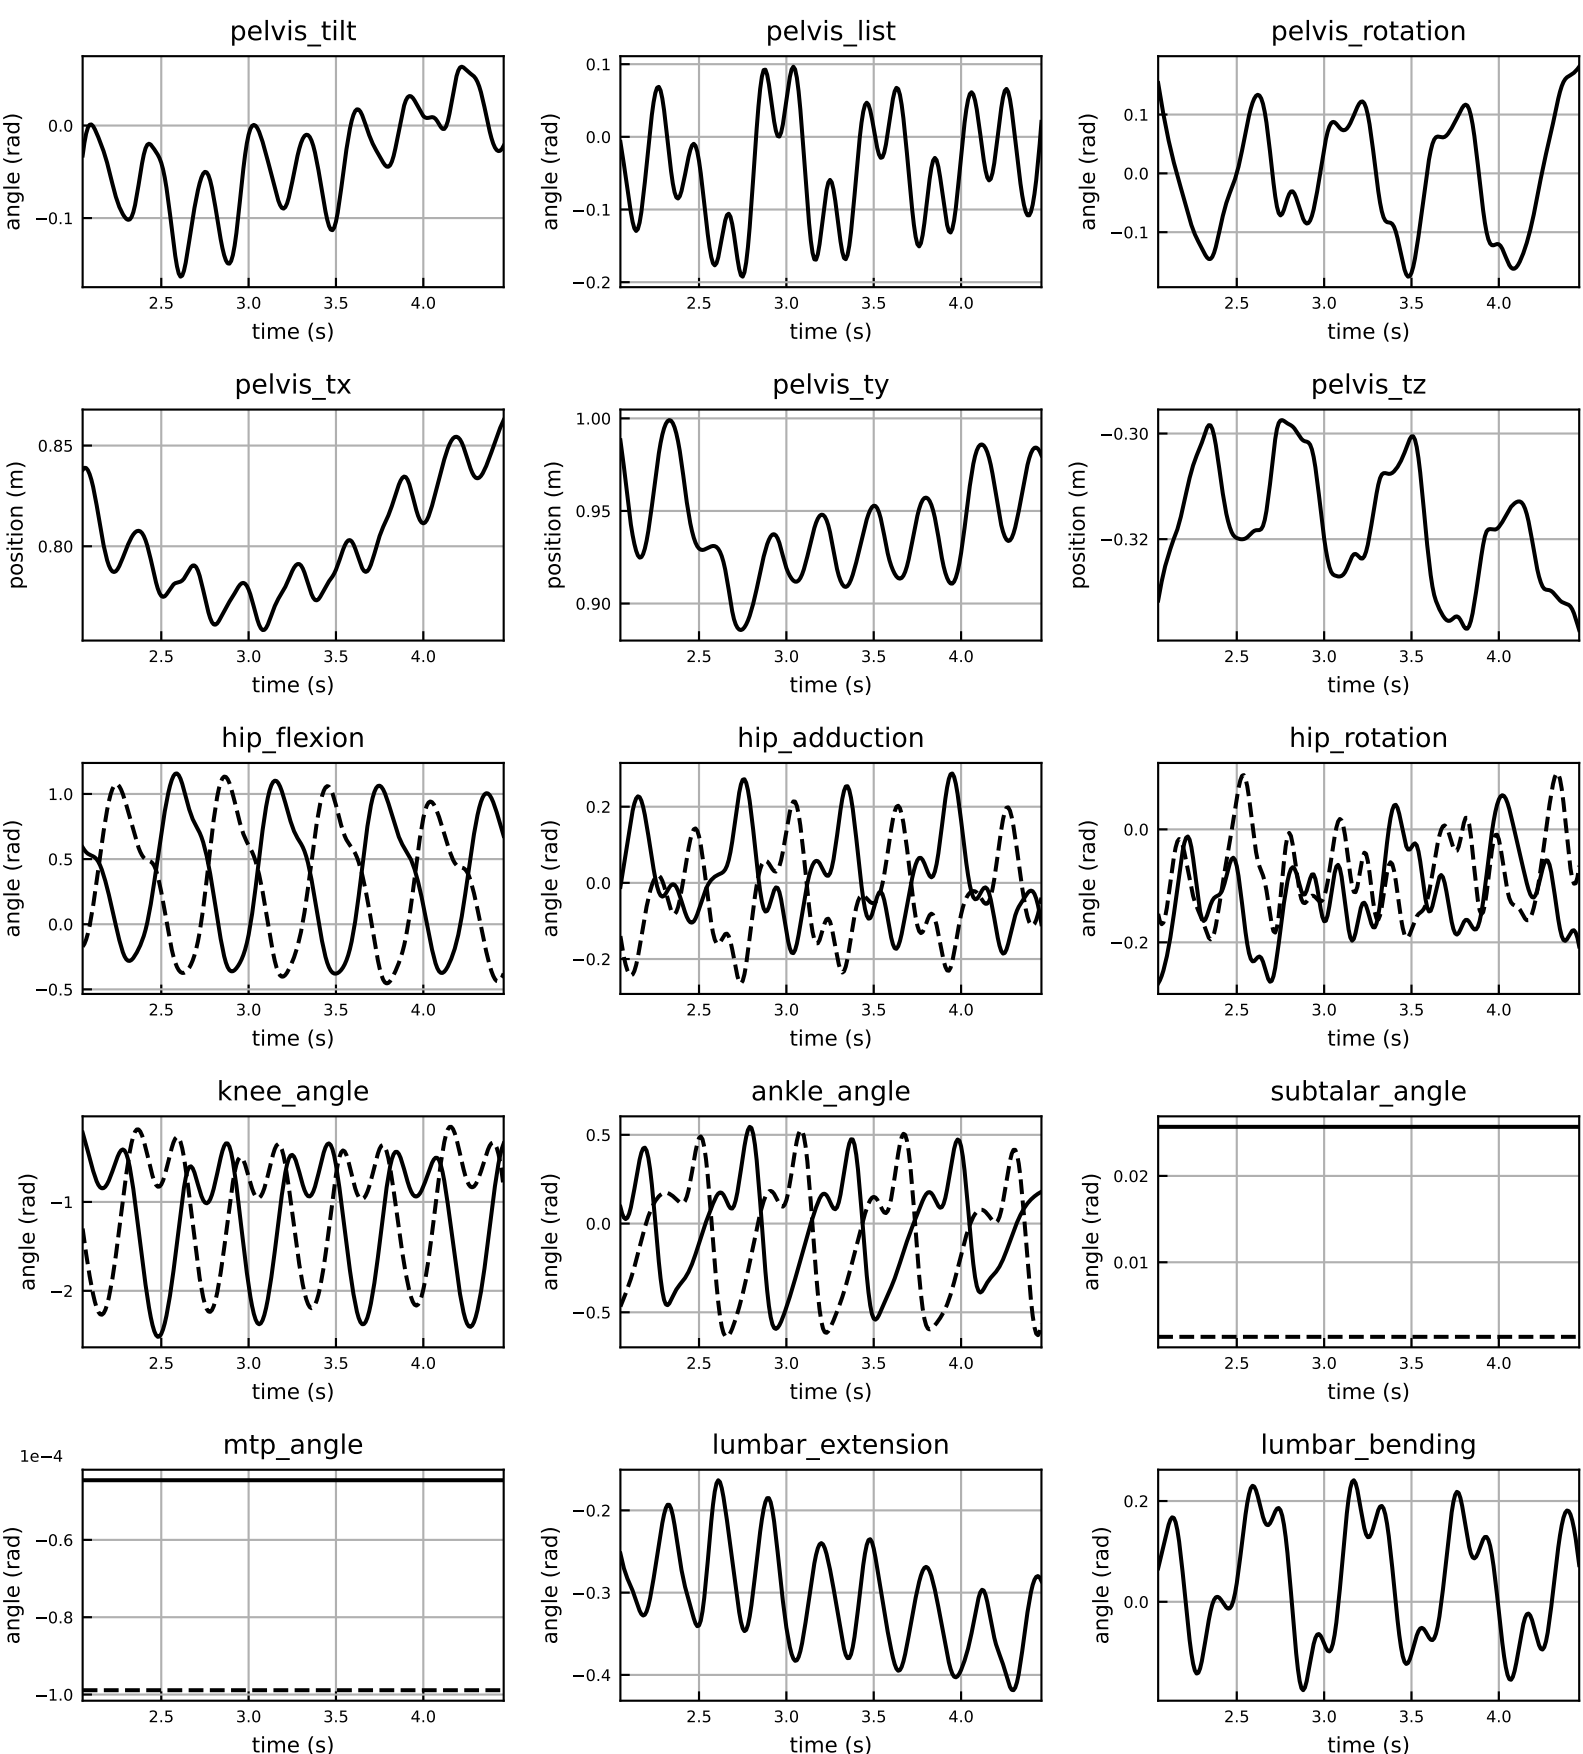 pelvis_tilt
angle (rad)
0.0
−0.1
2.5 3.0 3.5 4.0
time (s)
pelvis_list
angle (rad)
0.1
0.0
−0.1
−0.2
2.5 3.0 3.5 4.0
time (s)
pelvis_rotation
angle (rad)
0.1
0.0
−0.1
2.5 3.0 3.5 4.0
time (s)
pelvis_tx
position (m)
0.85
0.80
2.5 3.0 3.5 4.0
time (s)
pelvis_ty
position (m)
1.00
0.95
0.90
2.5 3.0 3.5 4.0
time (s)
pelvis_tz
position (m)
−0.30
−0.32
2.5 3.0 3.5 4.0
time (s)
hip_flexion
angle (rad)
1.0
0.5
0.0
−0.5
2.5 3.0 3.5 4.0
time (s)
hip_adduction
angle (rad)
0.2
0.0
−0.2
2.5 3.0 3.5 4.0
time (s)
hip_rotation
angle (rad)
0.0
−0.2
2.5 3.0 3.5 4.0
time (s)
knee_angle
angle (rad)
−1
−2
2.5 3.0 3.5 4.0
time (s)
ankle_angle
angle (rad)
0.5
0.0
−0.5
2.5 3.0 3.5 4.0
time (s)
subtalar_angle
angle (rad)
0.02
0.01
2.5 3.0 3.5 4.0
time (s)
mtp_angle
1e−4
angle (rad)
−0.6
−0.8
−1.0
2.5 3.0 3.5 4.0
time (s)
lumbar_extension
angle (rad)
−0.2
−0.3
−0.4
2.5 3.0 3.5 4.0
time (s)
lumbar_bending
angle (rad)
0.2
0.0
2.5 3.0 3.5 4.0
time (s)